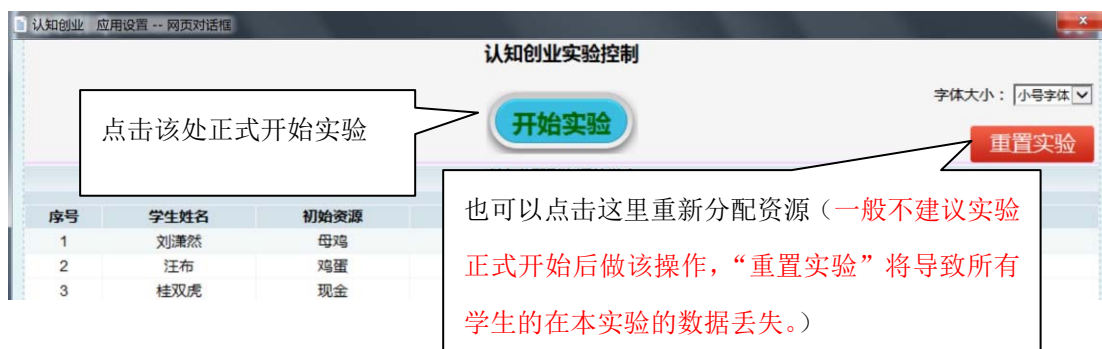 认知创业 应用设置 -- 网页对话框
认知创业实验控制
字体大小： 小号字体
点击该处正式开始实验
开始实验
重置实验
也可以点击这里重新分配资源（一般不建议实验
正式开始后做该操作，“重置实验”将导致所有
学生的在本实验的数据丢失。）
序号 学生姓名 初始资源
1 刘潇然 母鸡
2 汪布 鸡蛋
3 桂双虎 现金